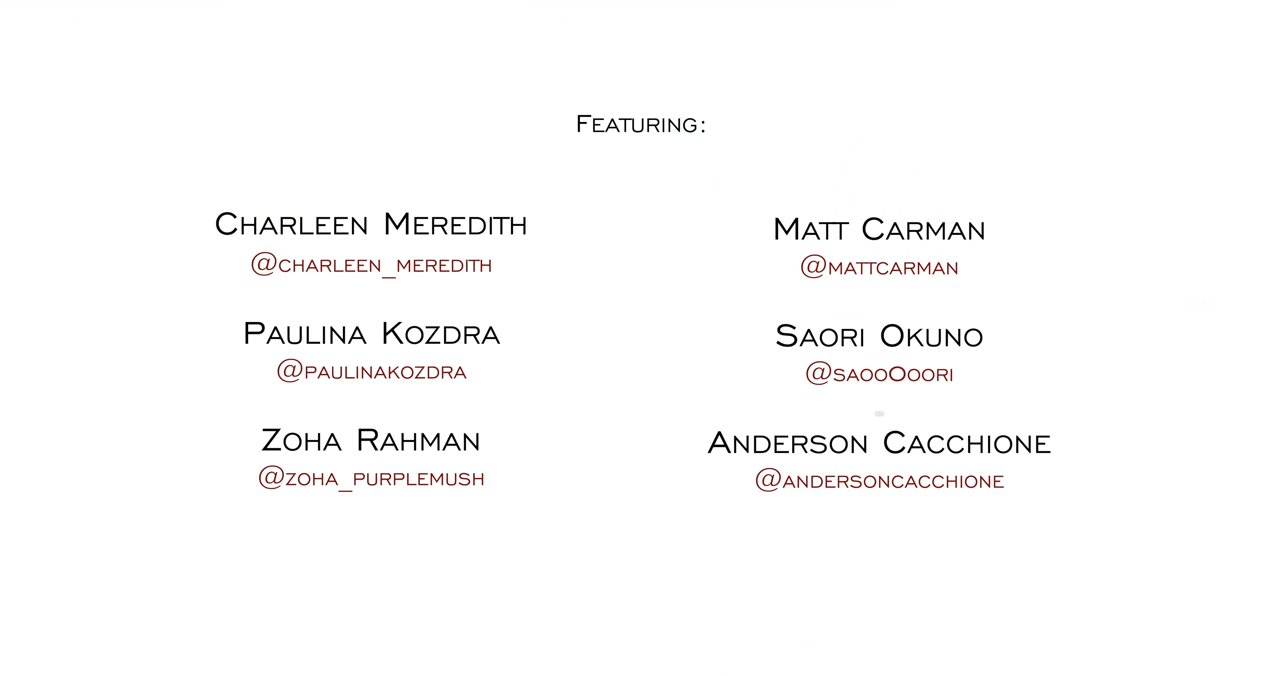 Featuring:
Charleen Meredith
@charleen_meredith
Paulina Kozdra
@paulinakozdra
Zoha Rahman
@zoha_purplemush
Matt Carman
@mattcarman
Saori Okuno
@saooOoori
Anderson Cacchione
@andersoncacchione